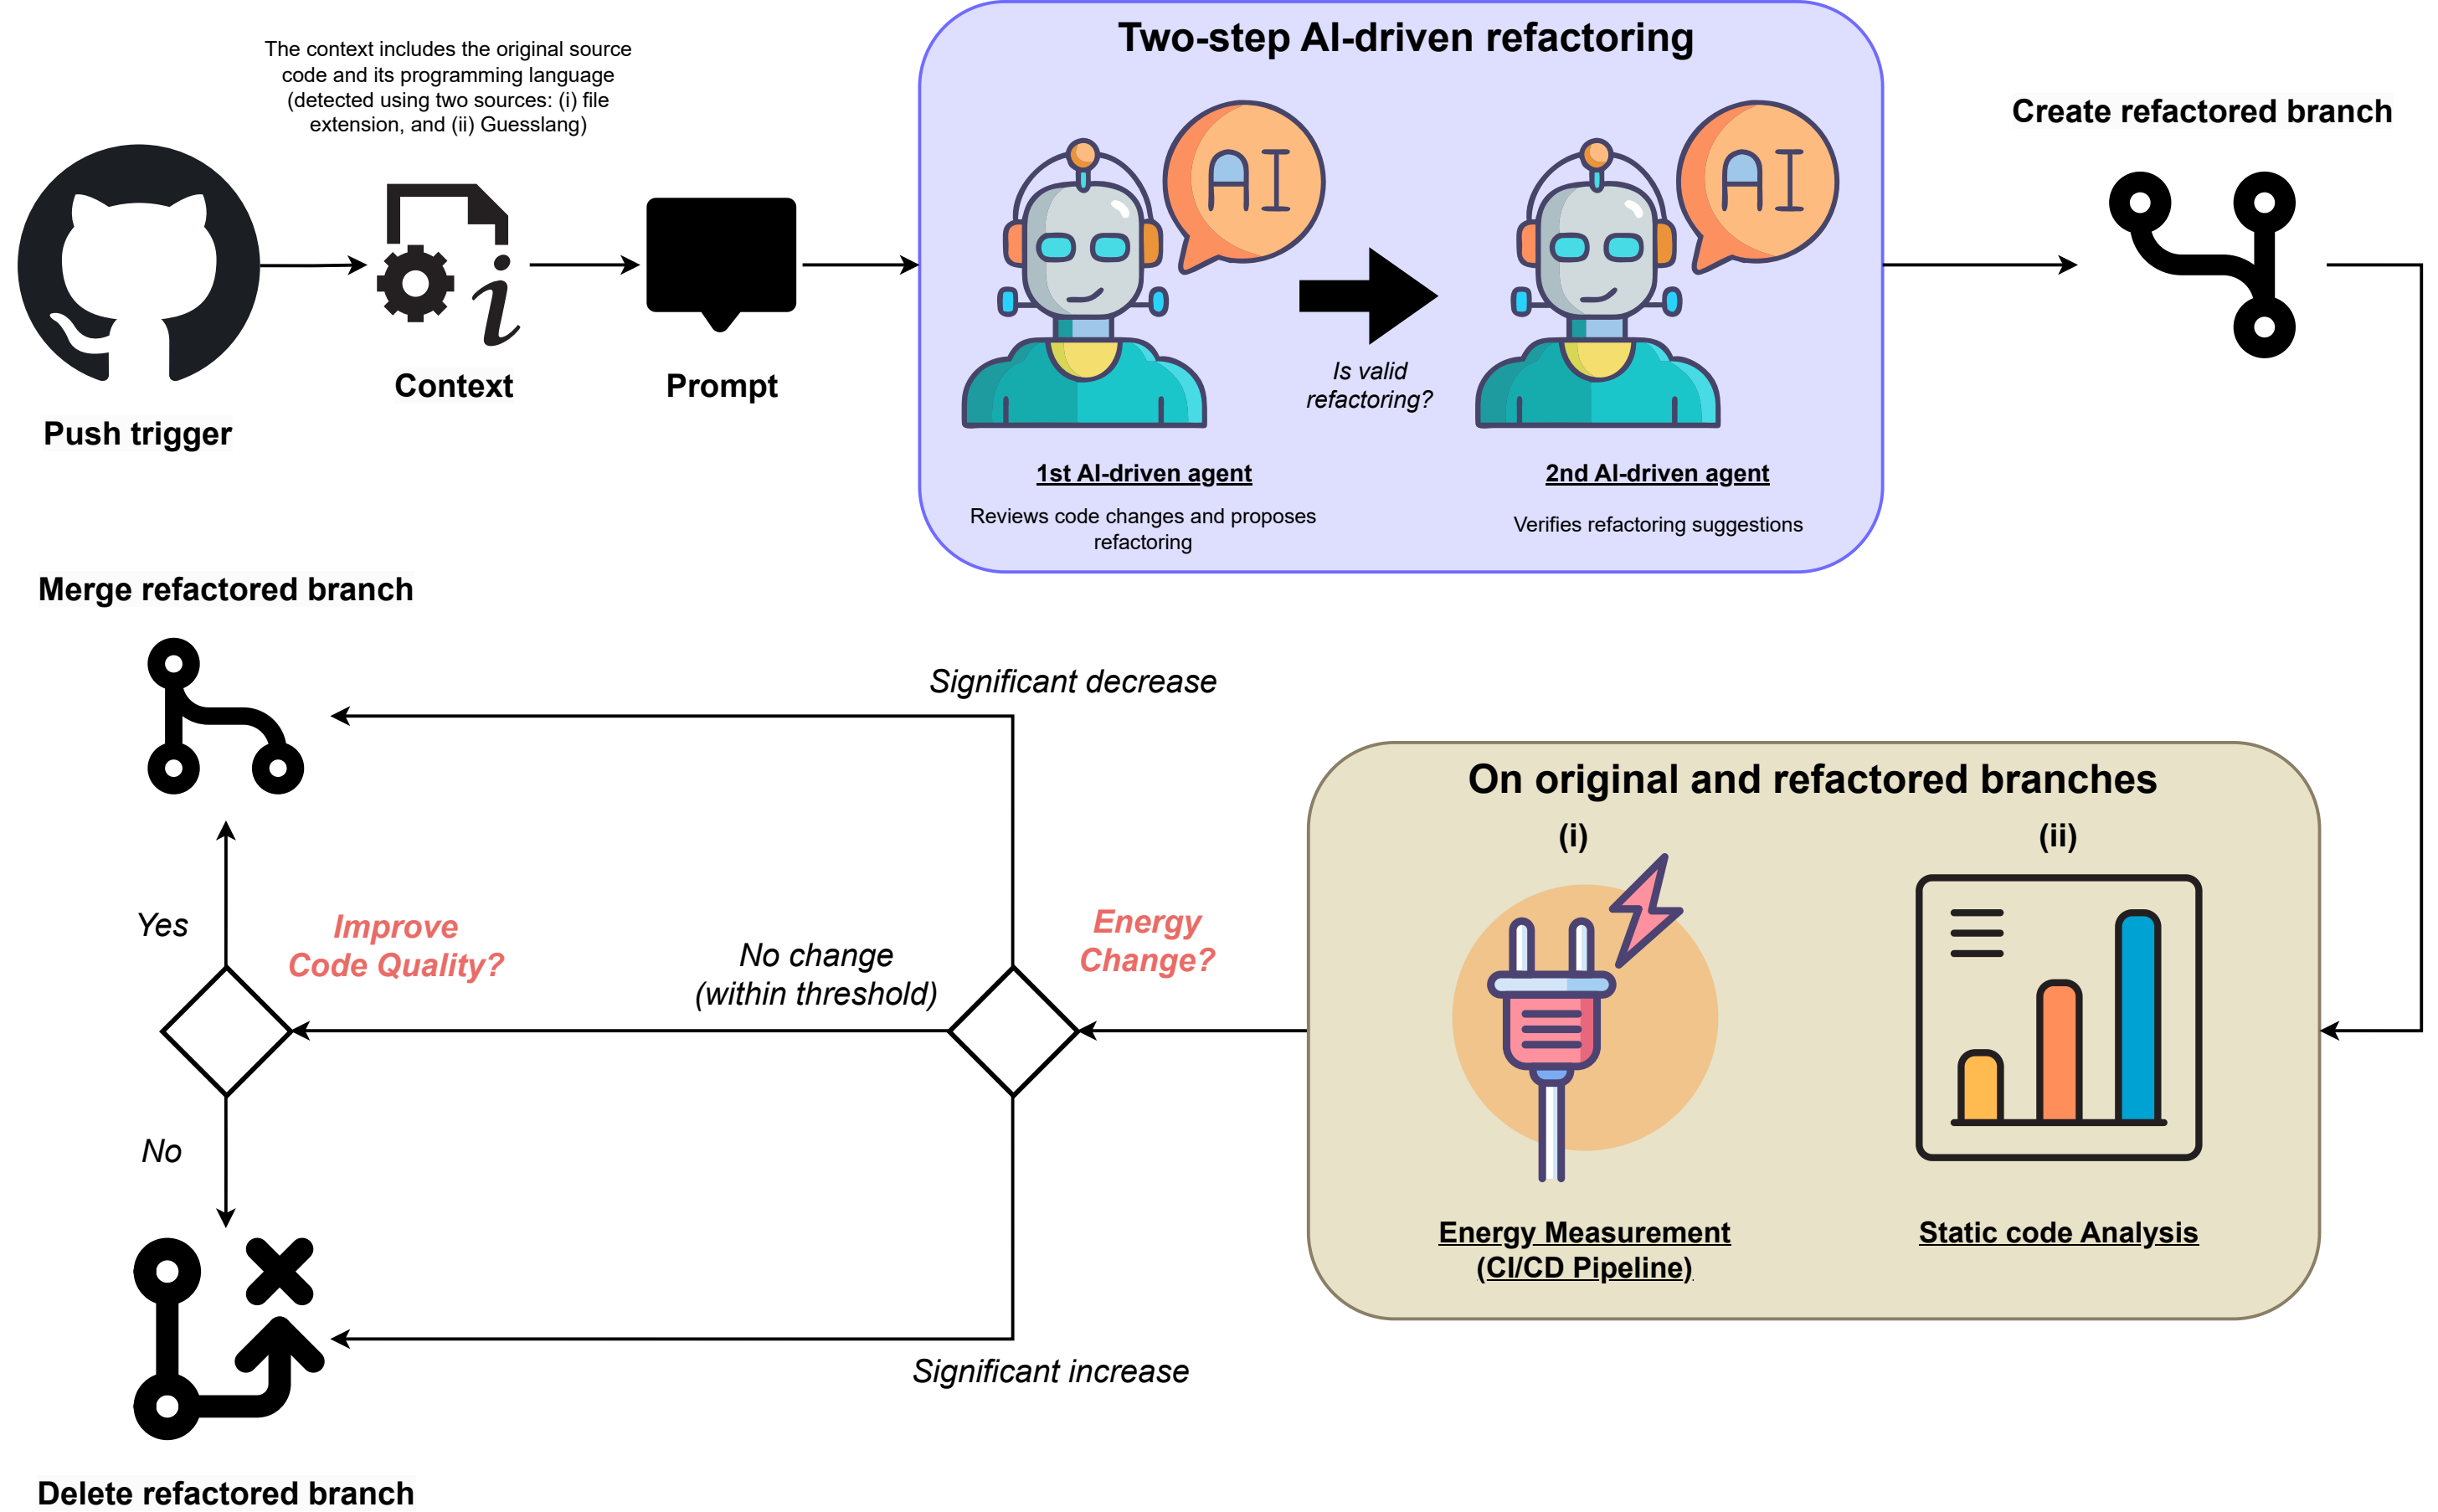 The context includes the original source
code and its programming language
(detected using two sources: (i) file
extension, and (ii) Guesslang)
Push trigger
Context
Prompt
Two-step AI-driven refactoring
AI
AI
Is valid
refactoring?
1st AI-driven agent
Reviews code changes and proposes
refactoring
2nd AI-driven agent
Verifies refactoring suggestions
Create refactored branch
On original and refactored branches
(i)
(ii)
Energy Measurement
(CI/CD Pipeline)
Static code Analysis
Energy
Change?
Significant decrease
No change
(within threshold)
Significant increase
Improve
Code Quality?
Yes
No
Merge refactored branch
Delete refactored branch